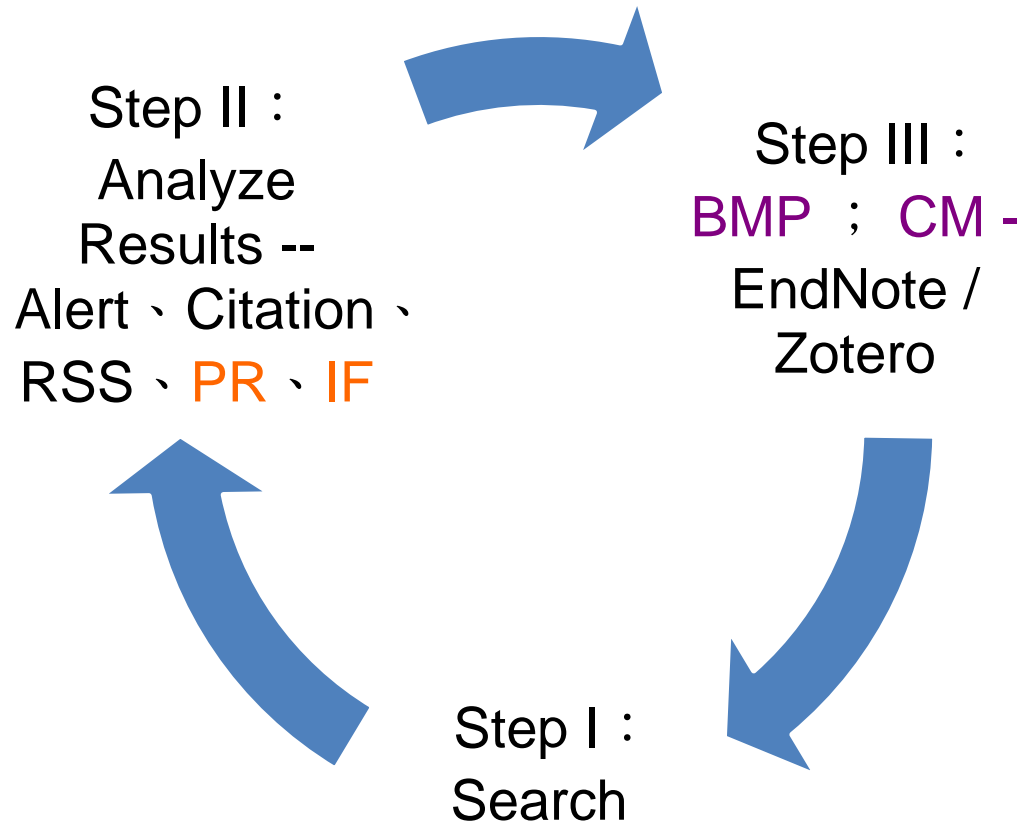 Step II：
Analyze
Results --
Alert、Citation、
RSS、PR、IF
Step III：
BMP ； CM -
EndNote /
Zotero
Step I：
Search